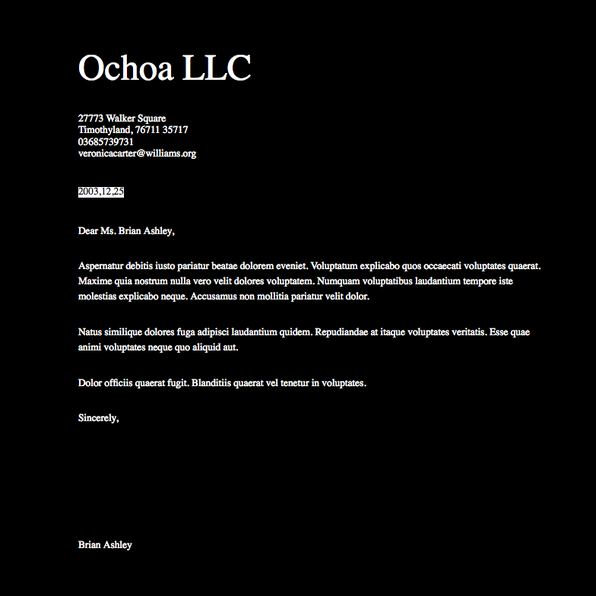 Ochoa LLC
27773 Walker Square
Timothyland, 76711 35717
03685739731
veronicacarter@williams.org
2003,12,25
Dear Ms. Brian Ashley,
Aspernatur debitis iusto pariatur beatae dolorem eveniet. Voluptatum explicabo quos occaecati voluptates quaerat.
Maxime quia nostrum nulla vero velit dolores voluptatem. Numquam voluptatibus laudantium tempore iste
molestias explicabo neque. Accusamus non mollitia pariatur velit dolor.
Natus similique dolores fuga adipisci laudantium quidem. Repudiandae at itaque voluptates veritatis. Esse quae
animi voluptates neque quo aliquid aut.
Dolor officiis quaerat fugit. Blanditiis quaerat vel tenetur in voluptates.
Sincerely,
Brian Ashley